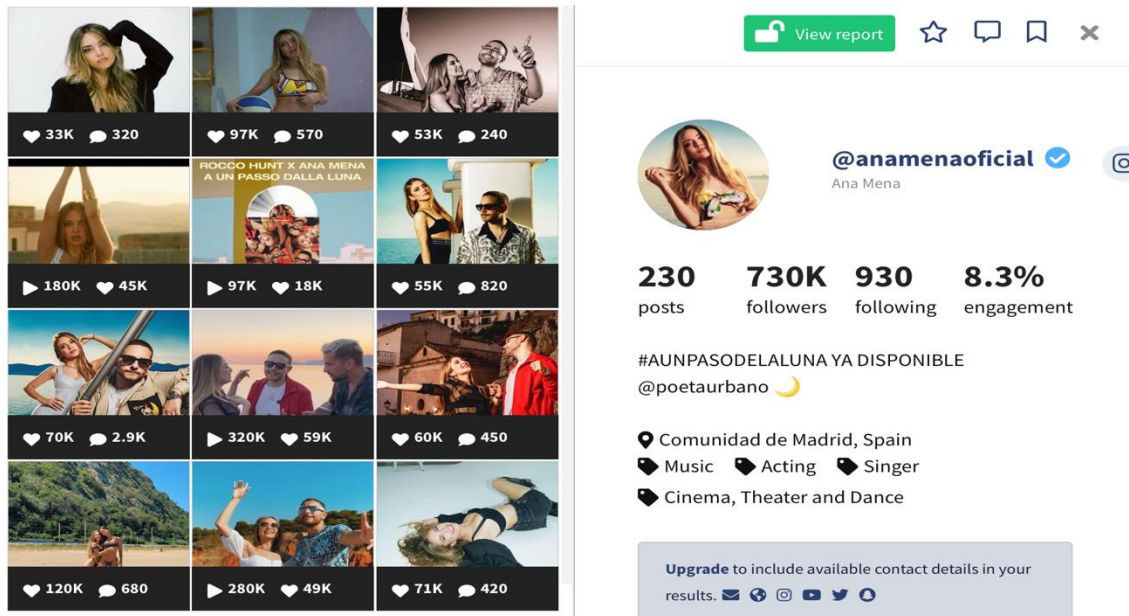 33K 320
97K 570
53K 240
180K 45K
ROCCO HUNT X ANA MENA
A UN PASSO DALLA LUNA
97K 18K
55K 820
70K 2.9K
320K 59K
60K 450
120K 680
280K 49K
71K 420
View report
@anamenaoficial
Ana Mena
230 730K 930 8.3%
posts followers following engagement
#AUNPASODELALUNA YA DISPONIBLE
@poetaurbano 🌙
Comunidad de Madrid, Spain
Music Acting Singer
Cinema, Theater and Dance
Upgrade to include available contact details in your
results.